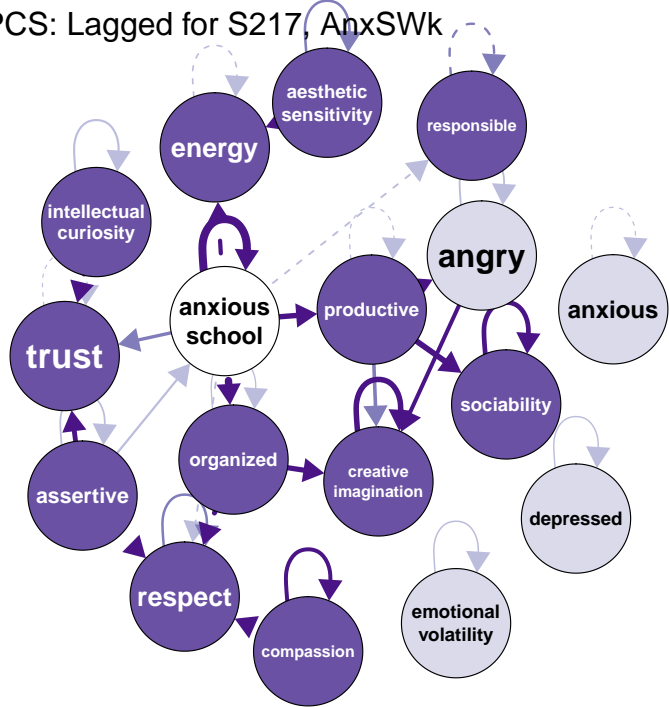 PCS: Lagged for S217, AnxSWk
aesthetic
sensitivity
responsible
energy
intellectual
curiosity
angry
anxious
school
productive
anxious
trust
sociability
organized
creative
imagination
assertive
depressed
respect
emotional
volatility
compassion